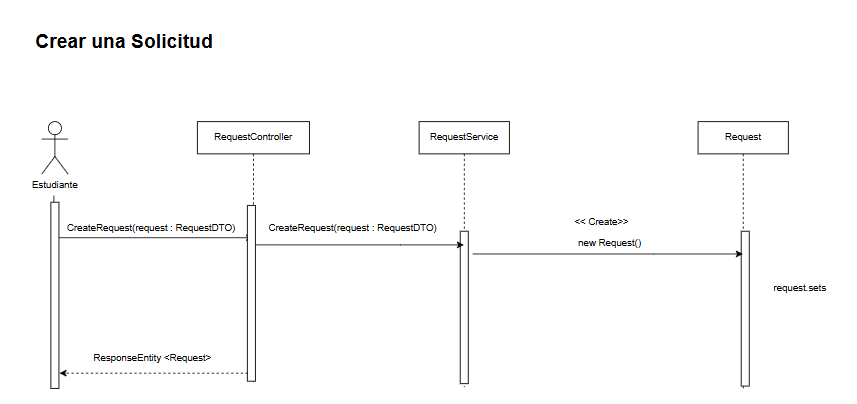 Crear una Solicitud
RequestController
RequestService
Request
Estudiante
CreateRequest(request : RequestDTO)
CreateRequest(request : RequestDTO)
<< Create>>
new Request()
request.sets
ResponseEntity <Request>